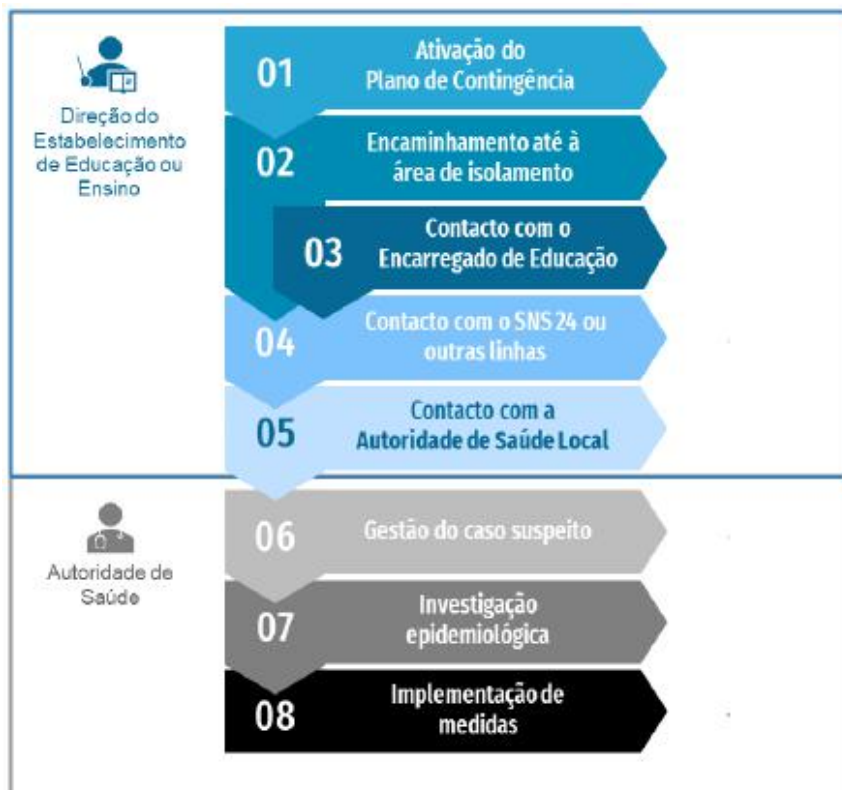 Direção do
Estabelecimento
de Educação ou
Ensino
01
Ativação do
Plano de Contingência
02
Encaminhamento até à
área de isolamento
03
Contacto com o
Encarregado de Educação
04
Contacto com o SNS 24 ou
outras linhas
05
Contacto com a
Autoridade de Saúde Local
Autoridade de
Saúde
06
Gestão do caso suspeito
07
Investigação
epidemiológica
08
Implementação de
medidas